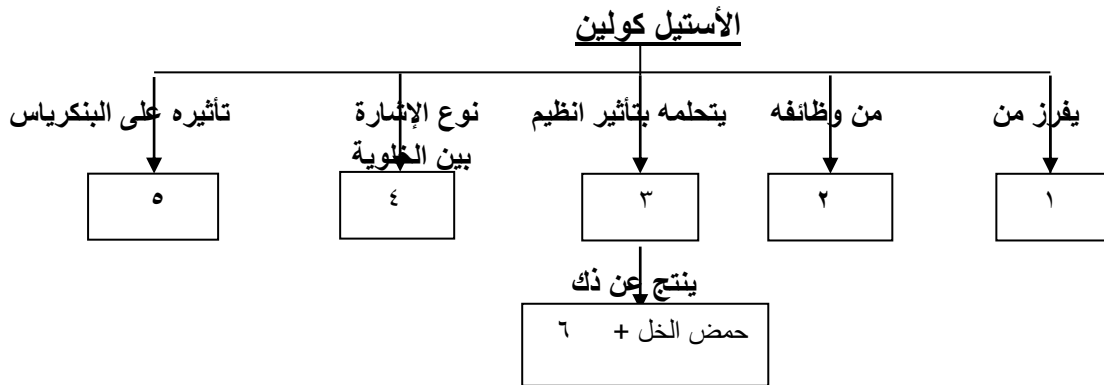 الأستيل كولين
يفرز من
من وظائفه
يتحلمه بتأثير انظيم
نوع الإشارة
بين الخلوية
تأثيره على البنكرياس
١
٢
٣
٤
٥
ينتج عن ذك
حمض الخل + ٦